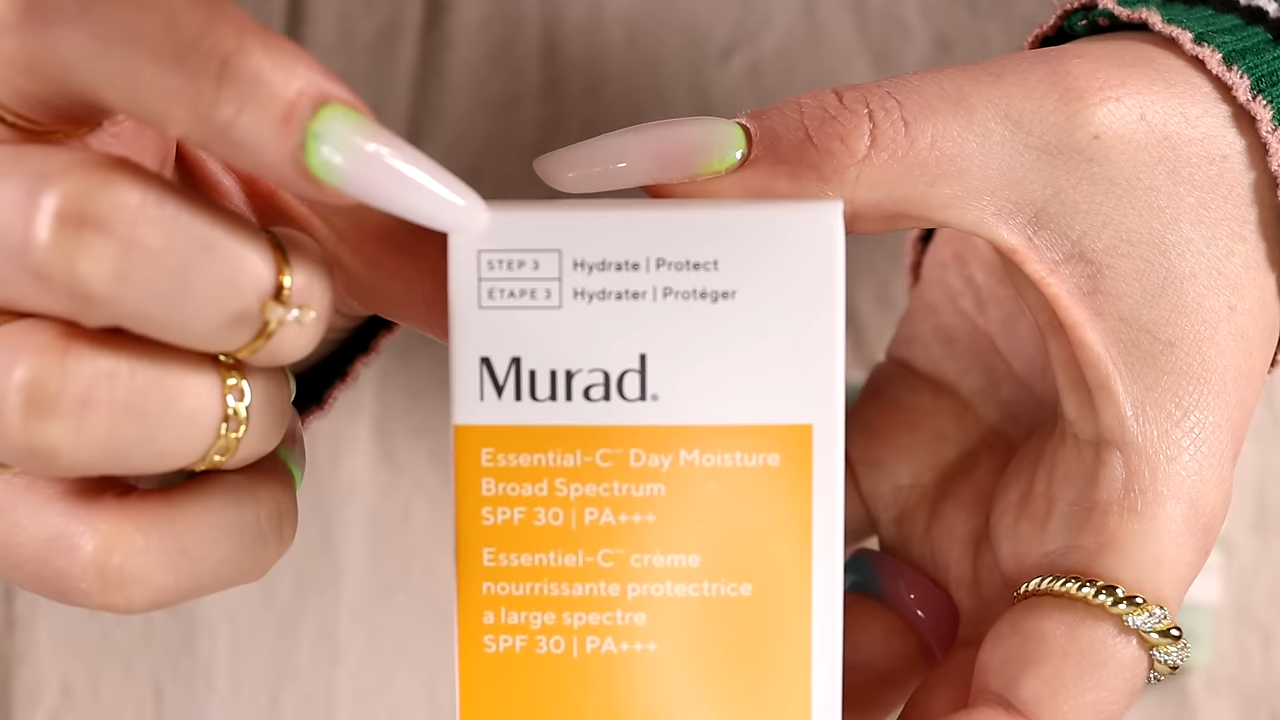 STEP 3 Hydrate | Protect
ÉTAPE 3 Hydrater | Protéger
Murad.
Essential-C™ Day Moisture
Broad Spectrum
SPF 30 | PA+++
Essentiel-C™ crème
nourrissante protectrice
a large spectre
SPF 30 | PA+++